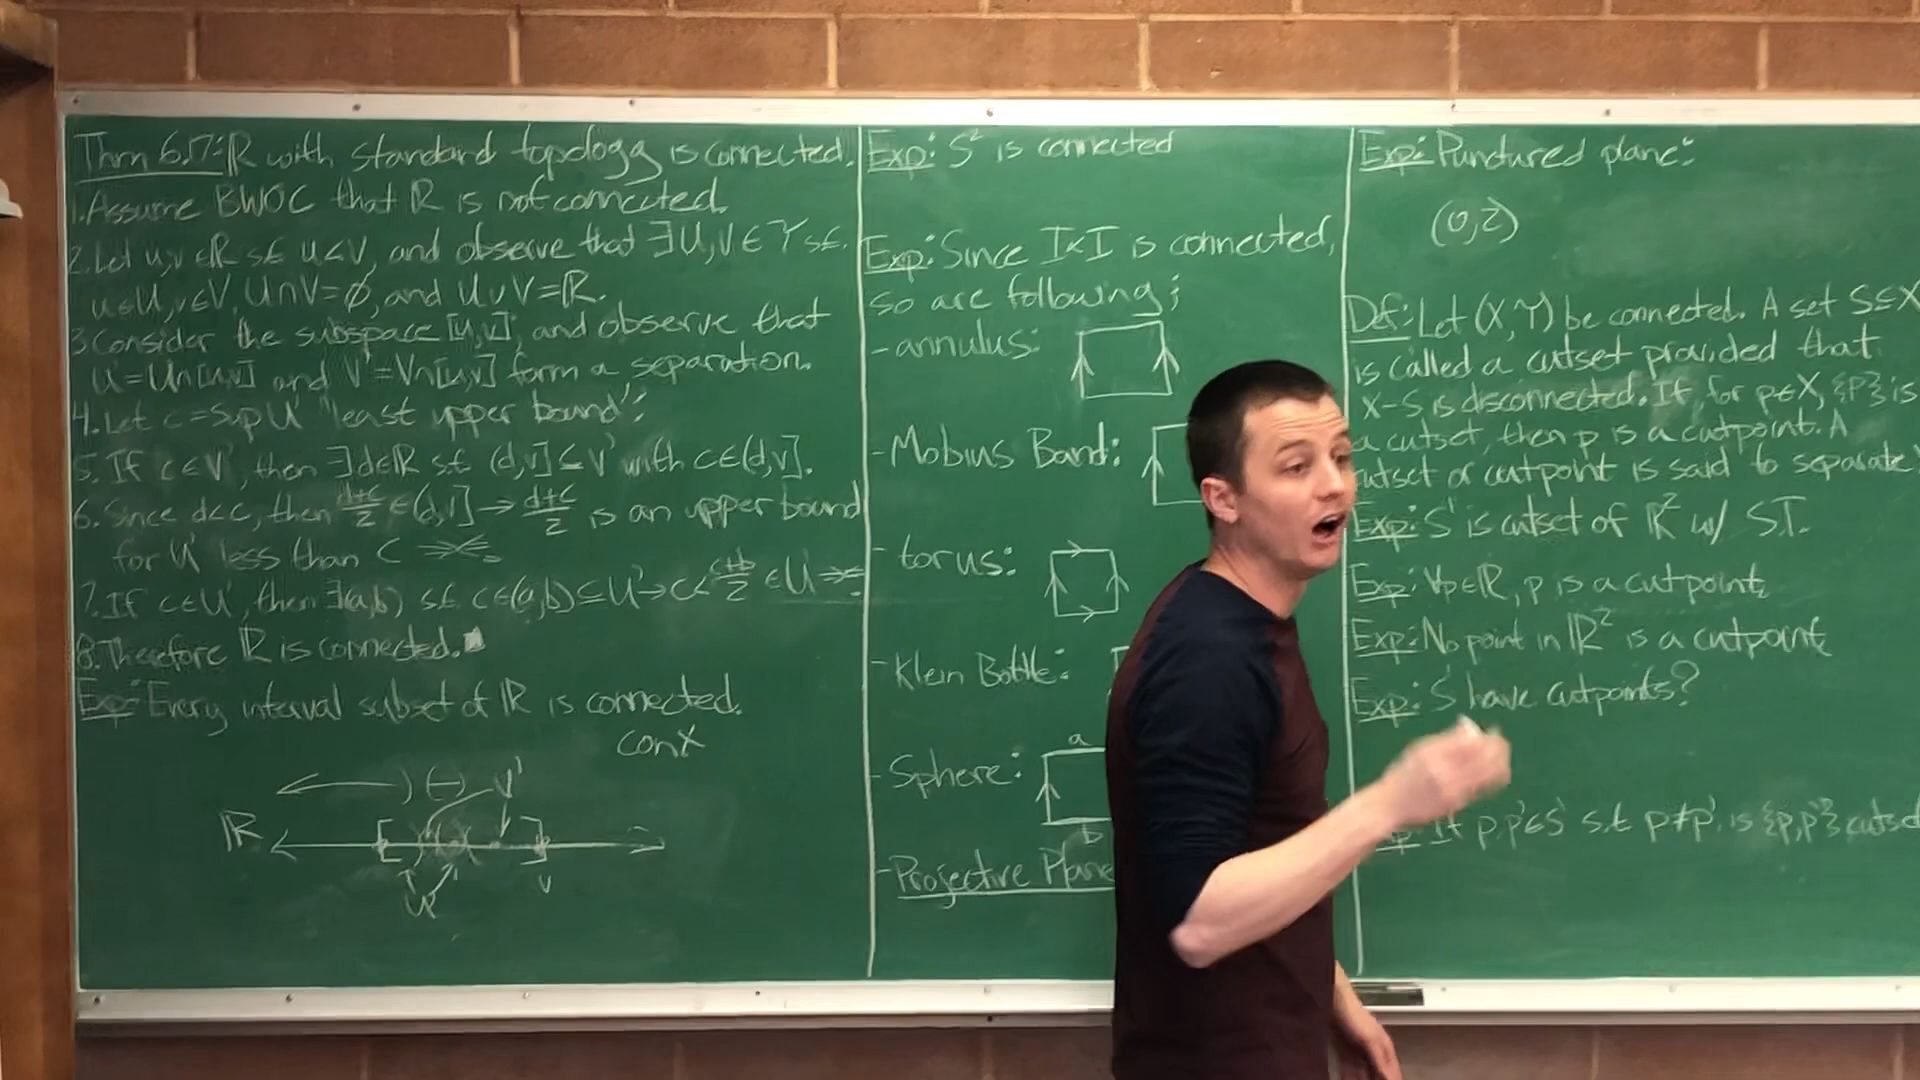 Thm 6.17: ℝ with standard topology is connected.
1. Assume BWOC that ℝ is not connected.
2. Let u,v ∈ ℝ st u<v, and observe that ∃U,V ∈ 𝒯 st.
u∈U, v∈V, U∩V=∅, and U∪V=ℝ.
3. Consider the subspace [u,v], and observe that
U'=U∩[u,v] and V'=V∩[u,v] form a separation.
4. Let c=sup U' "least upper bound".
5. If c∈V', then ∃d∈ℝ st (d,v]⊆V' with c∈(d,v].
6. Since d<c, then (d+c)/2 ∈ (d,v] → (d+c)/2 is an upper bound
for U' less than c ⇒⇐.
7. If c∈U', then ∃(a,b) st c∈(a,b)⊆U' → c< (c+b)/2 ∈U' ⇒⇐.
8. Therefore ℝ is connected.
Exp: Every interval subset of ℝ is connected.
conX
V'
ℝ
U'
v
Exp: S² is connected
Exp: Since I×I is connected,
so are following:
- annulus:
- Mobius Band:
- torus:
- Klein Bottle:
a
- Sphere:
b
- Projective Plane
Exp: Punctured plane:
(0,2)
Def: Let (X,𝒯) be connected. A set S⊆X
is called a cutset provided that
X-S is disconnected. If, for p∈X, {p} is
a cutset, then p is a cutpoint. A
cutset or cutpoint is said to separate
Exp: S¹ is cutset of ℝ² w/ S.T.
Exp: ∀p∈ℝ, p is a cutpoint
Exp: No point in ℝ² is a cutpoint
Exp: S¹ have cutpoints?
Exp: If p,p'∈S¹ s.t p≠p', is {p,p'} cutset